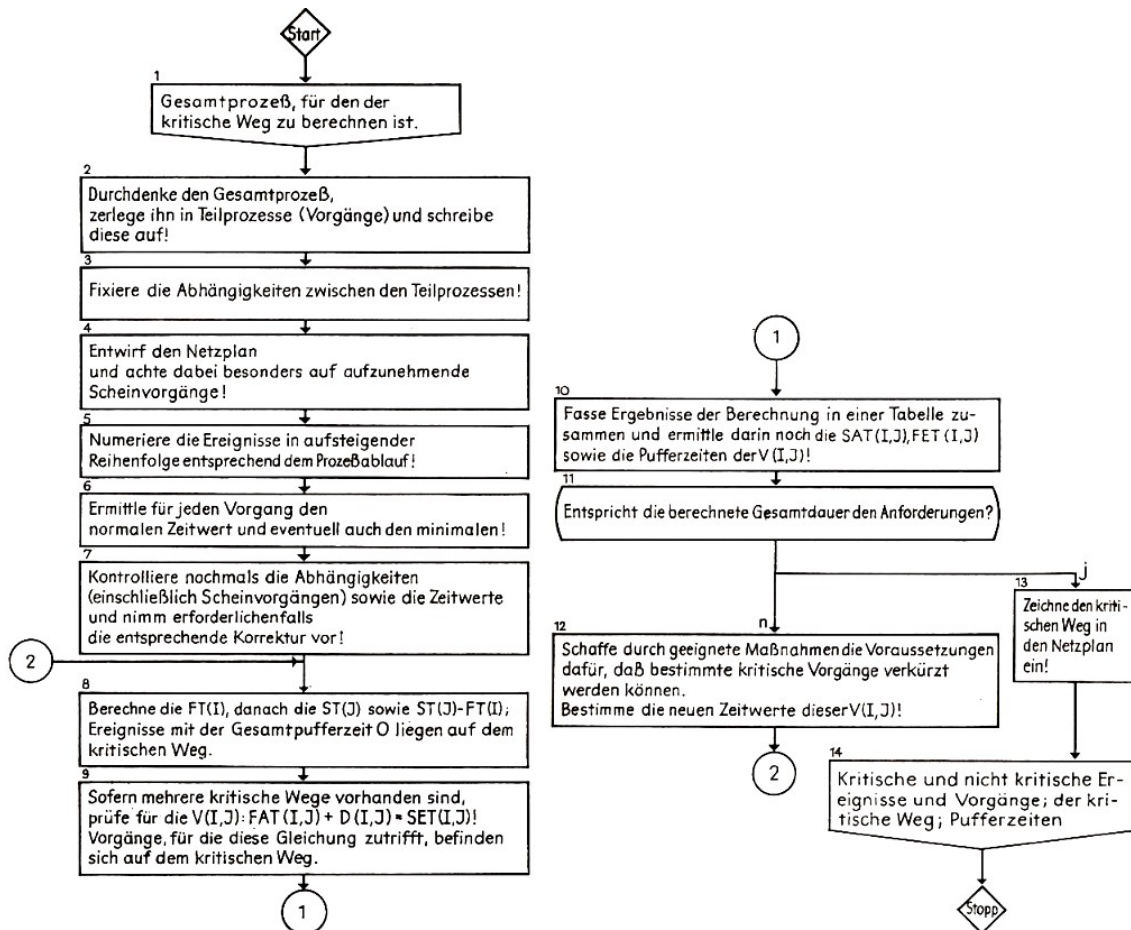 Start
1
Gesamtprozeß, für den der
kritische Weg zu berechnen ist.
2
Durchdenke den Gesamtprozeß,
zerlege ihn in Teilprozesse (Vorgänge) und schreibe
diese auf!
3
Fixiere die Abhängigkeiten zwischen den Teilprozessen!
4
Entwirf den Netzplan
und achte dabei besonders auf aufzunehmende
Scheinvorgänge!
5
Numeriere die Ereignisse in aufsteigender
Reihenfolge entsprechend dem Prozeßablauf!
6
Ermittle für jeden Vorgang den
normalen Zeitwert und eventuell auch den minimalen!
7
Kontrolliere nochmals die Abhängigkeiten
(einschließlich Scheinvorgängen) sowie die Zeitwerte
und nimm erforderlichenfalls
die entsprechende Korrektur vor!
2
8
Berechne die FT(I), danach die ST(J) sowie ST(J)-FT(I);
Ereignisse mit der Gesamtpufferzeit O liegen auf dem
kritischen Weg.
9
Sofern mehrere kritische Wege vorhanden sind,
prüfe für die V(I,J): FAT(I,J) + D(I,J) = SET(I,J)!
Vorgänge, für die diese Gleichung zutrifft, befinden
sich auf dem kritischen Weg.
1
1
10
Fasse Ergebnisse der Berechnung in einer Tabelle zu-
sammen und ermittle darin noch die SAT(I,J), FET(I,J)
sowie die Pufferzeiten der V(I,J)!
11
Entspricht die berechnete Gesamtdauer den Anforderungen?
j
n
12
Schaffe durch geeignete Maßnahmen die Voraussetzungen
dafür, daß bestimmte kritische Vorgänge verkürzt
werden können.
Bestimme die neuen Zeitwerte dieser V(I,J)!
2
13
Zeichne den kriti-
schen Weg in
den Netzplan
ein!
14
Kritische und nicht kritische Er-
eignisse und Vorgänge; der kri-
tische Weg; Pufferzeiten
Stopp